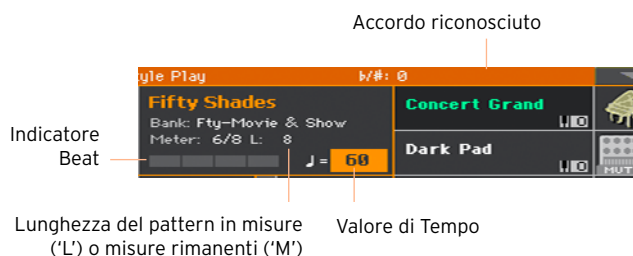 Accordo riconosciuto
yle Play ♭/#: 0
Fifty Shades
Bank: Fty-Movie & Show
Meter: 6/8 L: 8
♩ = 60
Concert Grand
Dark Pad
MUT
Indicatore
Beat
Lunghezza del pattern in misure
('L') o misure rimanenti ('M')
Valore di Tempo